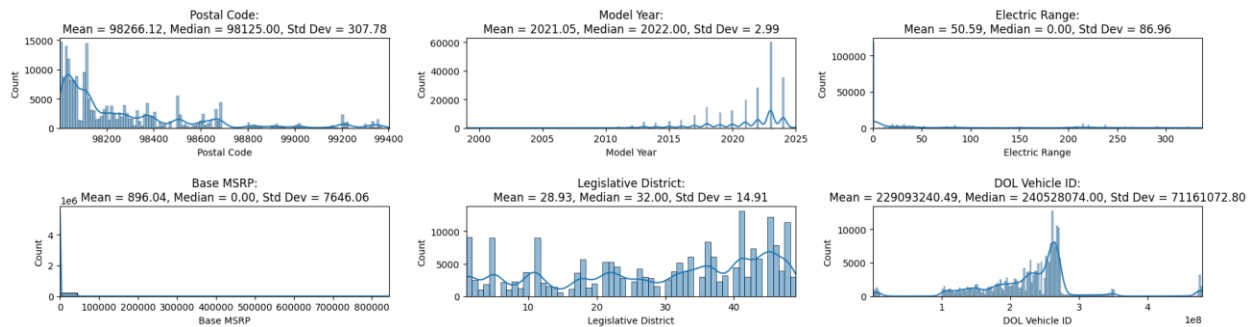 Postal Code:
Mean = 98266.12, Median = 98125.00, Std Dev = 307.78
15000
10000
5000
0
Count
98200 98400 98600 98800 99000 99200 99400
Postal Code
Model Year:
Mean = 2021.05, Median = 2022.00, Std Dev = 2.99
60000
40000
20000
0
Count
2000 2005 2010 2015 2020 2025
Model Year
Electric Range:
Mean = 50.59, Median = 0.00, Std Dev = 86.96
100000
50000
0
Count
0 50 100 150 200 250 300
Electric Range
Base MSRP:
Mean = 896.04, Median = 0.00, Std Dev = 7646.06
1e6
4
2
0
Count
0 100000 200000 300000 400000 500000 600000 700000 800000
Base MSRP
Legislative District:
Mean = 28.93, Median = 32.00, Std Dev = 14.91
10000
5000
0
Count
10 20 30 40
Legislative District
DOL Vehicle ID:
Mean = 229093240.49, Median = 240528074.00, Std Dev = 71161072.80
10000
5000
0
Count
1 2 3 4
1e8
DOL Vehicle ID